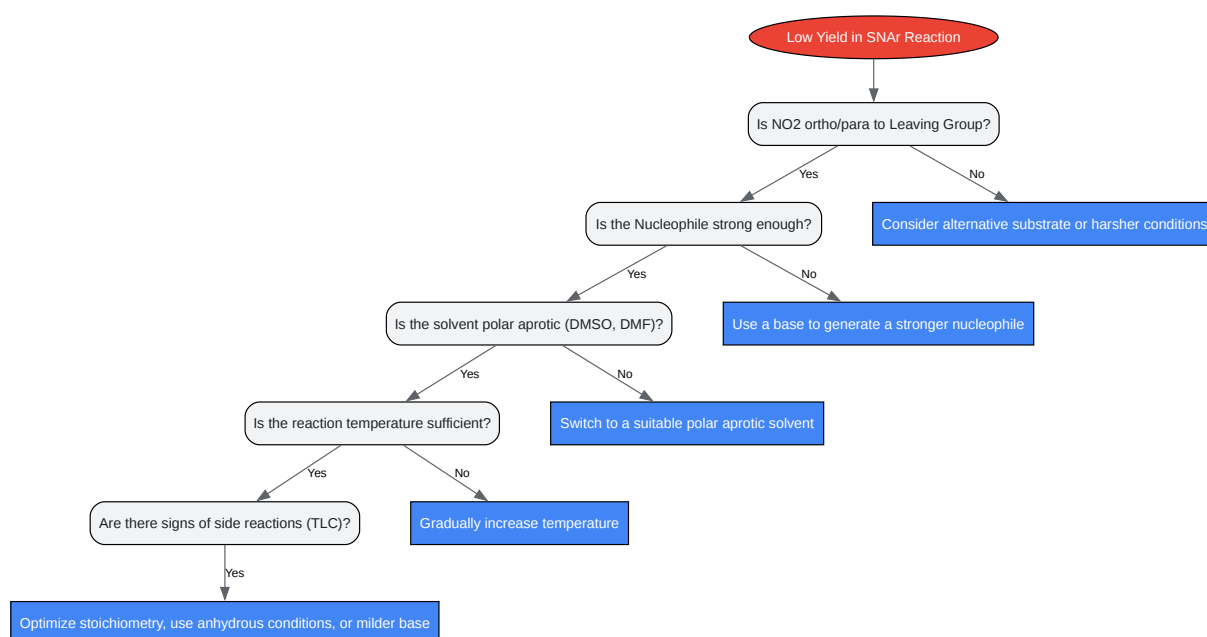 Low Yield in SNAr Reaction
Is NO2 ortho/para to Leaving Group?
Yes
No
Is the Nucleophile strong enough?
Consider alternative substrate or harsher conditions
Yes
No
Is the solvent polar aprotic (DMSO, DMF)?
Use a base to generate a stronger nucleophile
Yes
No
Is the reaction temperature sufficient?
Switch to a suitable polar aprotic solvent
Yes
No
Are there signs of side reactions (TLC)?
Gradually increase temperature
Yes
Optimize stoichiometry, use anhydrous conditions, or milder base